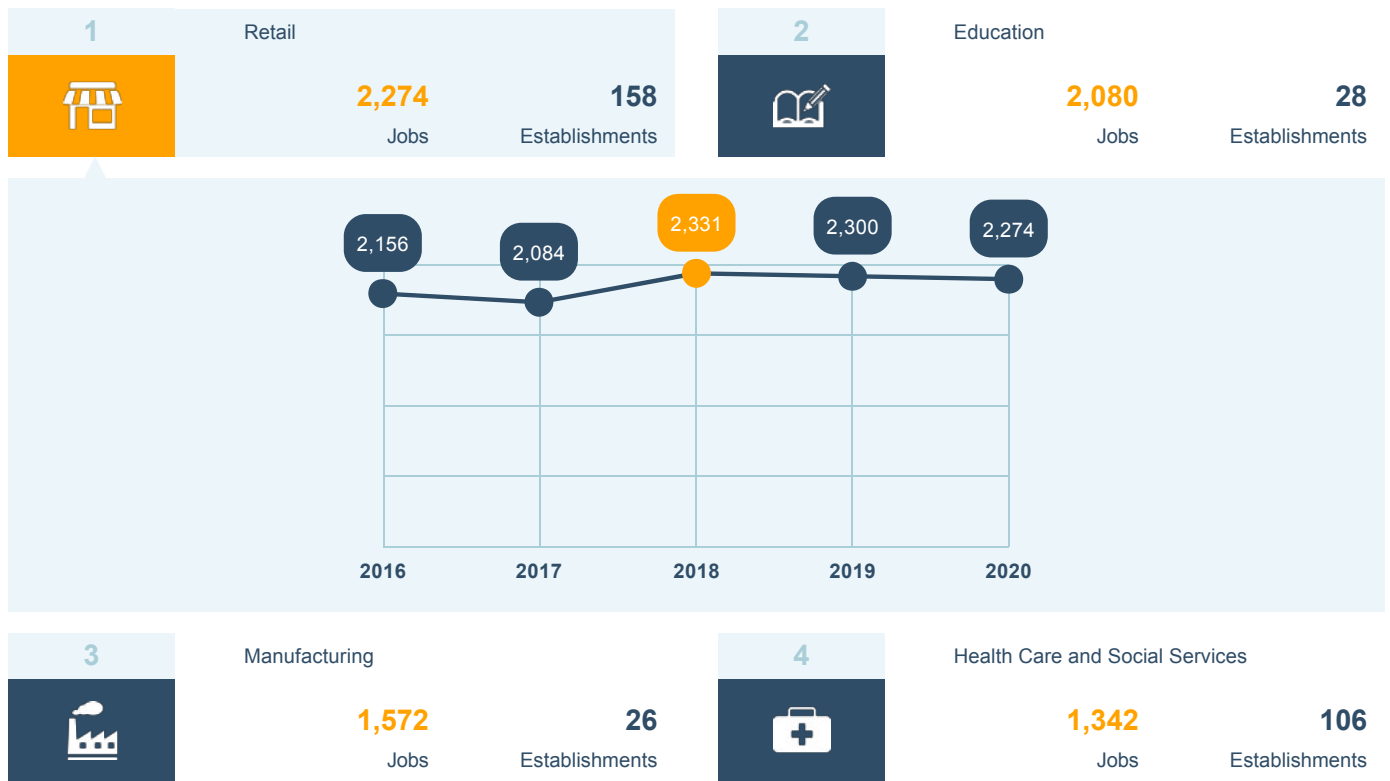 1
Retail
2,274
158
Jobs
Establishments
2
Education
2,080
28
Jobs
Establishments
2,156
2,084
2,331
2,300
2,274
2016
2017
2018
2019
2020
3
Manufacturing
1,572
26
Jobs
Establishments
4
Health Care and Social Services
1,342
106
Jobs
Establishments